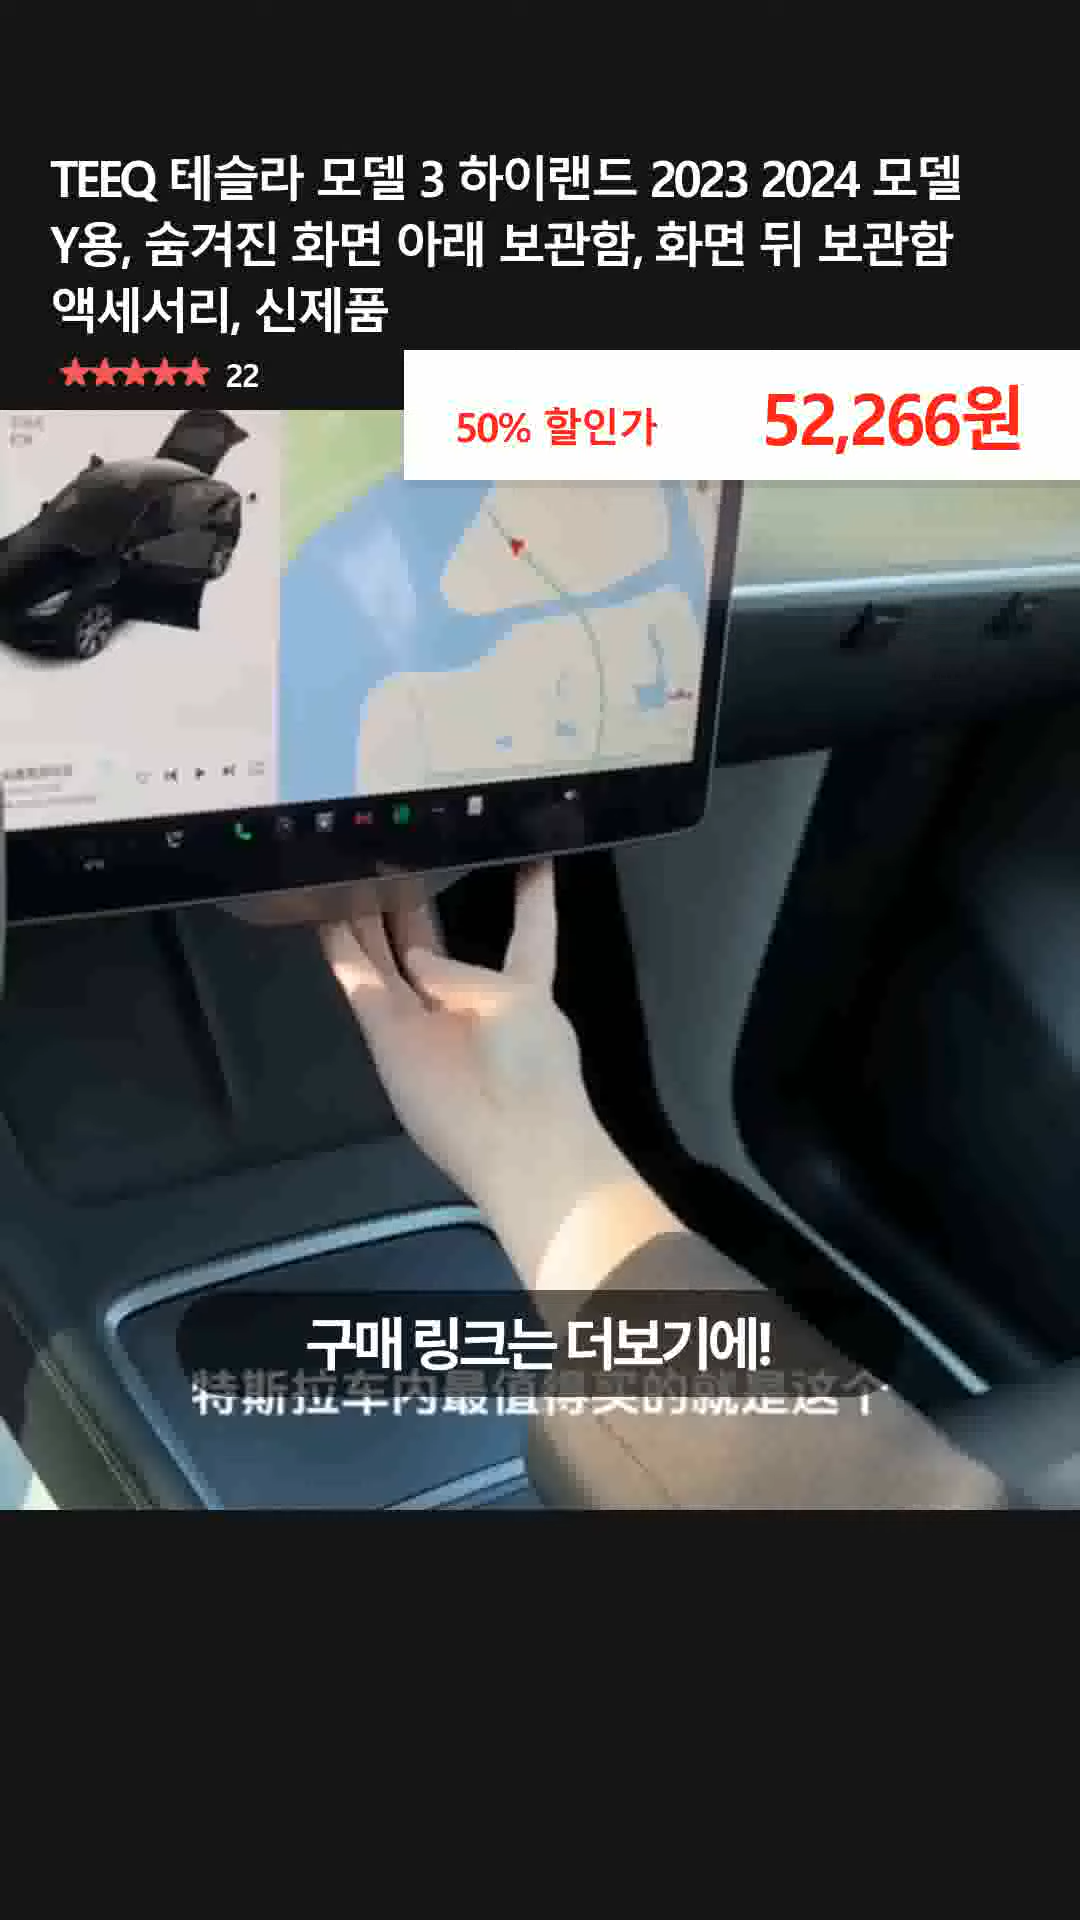 TEEQ 테슬라 모델 3 하이랜드 2023 2024 모델
Y용, 숨겨진 화면 아래 보관함, 화면 뒤 보관함
액세서리, 신제품
22
50% 할인가 52,266원
구매 링크는 더보기에!
特斯拉车内最值得买的就是这个